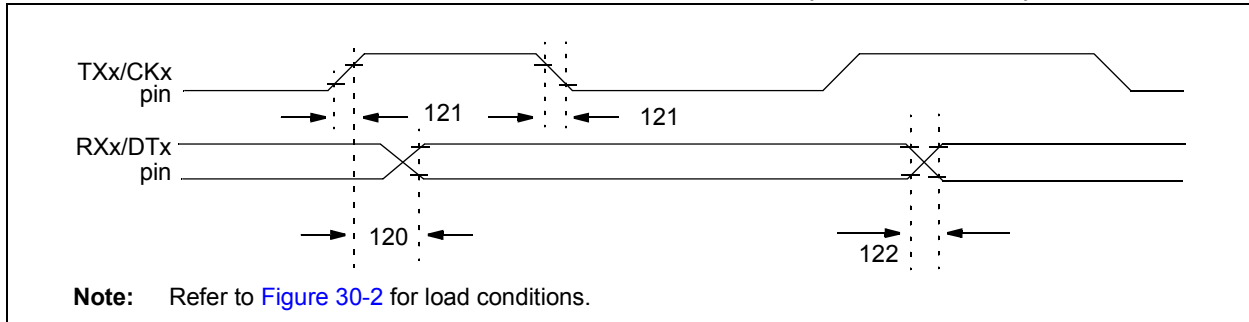 TXx/CKx
pin
121
121
RXx/DTx
pin
120
122
Note: Refer to Figure 30-2 for load conditions.